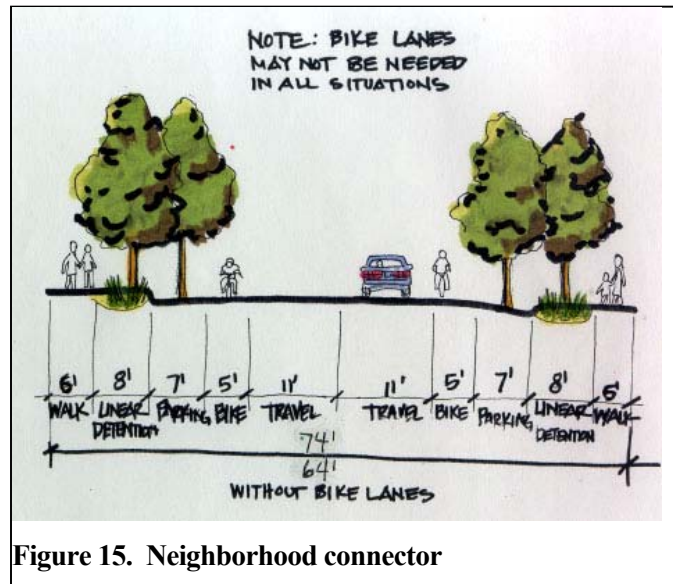 NOTE: BIKE LANES
MAY NOT BE NEEDED
IN ALL SITUATIONS
6' 8' 7' 5' 11' 11' 5' 7' 8' 6'
WALK LINEAR DETENTION PARKING BIKE TRAVEL TRAVEL BIKE PARKING LINEAR DETENTION WALK
74'
64'
WITHOUT BIKE LANES
Figure 15. Neighborhood connector